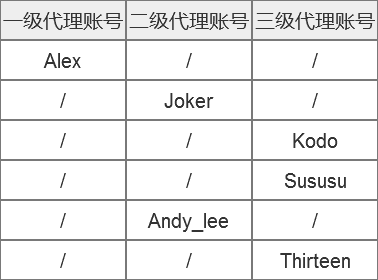 一级代理账号 二级代理账号 三级代理账号
Alex / /
/ Joker /
/ / Kodo
/ / Sususu
/ Andy_lee /
/ / Thirteen